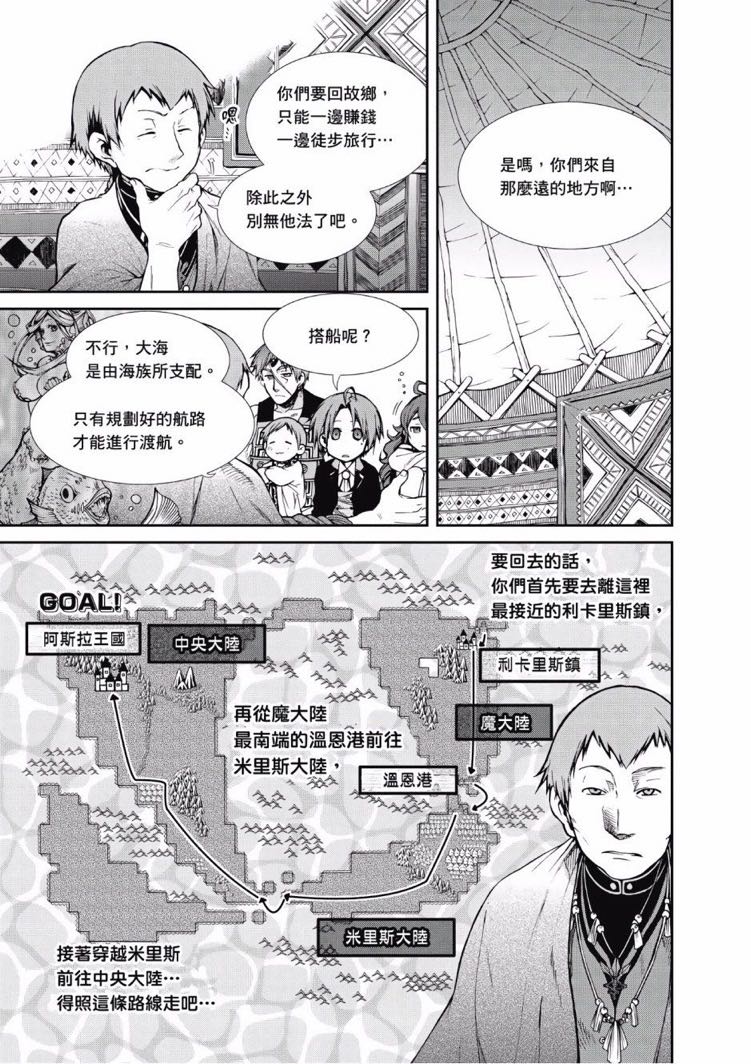 是嗎，你們來自
那麼遠的地方啊…
你們要回故鄉，
只能一邊賺錢
一邊徒步旅行…
除此之外
別無他法了吧。
嗯…
搭船呢？
不行，大海
是由海族所支配。
只有規劃好的航路
才能進行渡航。
要回去的話，
你們首先要去離這裡
最接近的利卡里斯鎮，
利卡里斯鎮
魔大陸
再從魔大陸
最南端的溫恩港前往
米里斯大陸，
溫恩港
米里斯大陸
GOAL!
阿斯拉王國
中央大陸
接著穿越米里斯
前往中央大陸…
得照這條路線走吧…